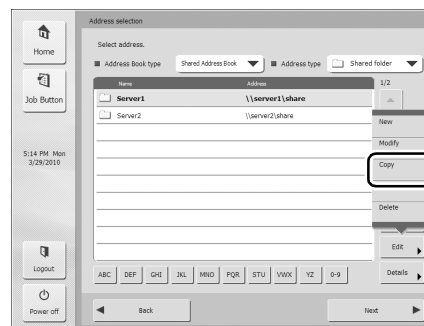 Address selection
Home
Select address.
Address Book type
Shared Address Book
Address type
Shared folder
Name
Address
1/2
Job Button
Server1
\\server1\share
Server2
\\server2\share
New
Modify
5:14 PM Mon
3/29/2010
Copy
Delete
Edit
Logout
ABC
DEF
GHI
JKL
MNO
PQR
STU
VWX
YZ
0-9
Details
Power off
Back
Next